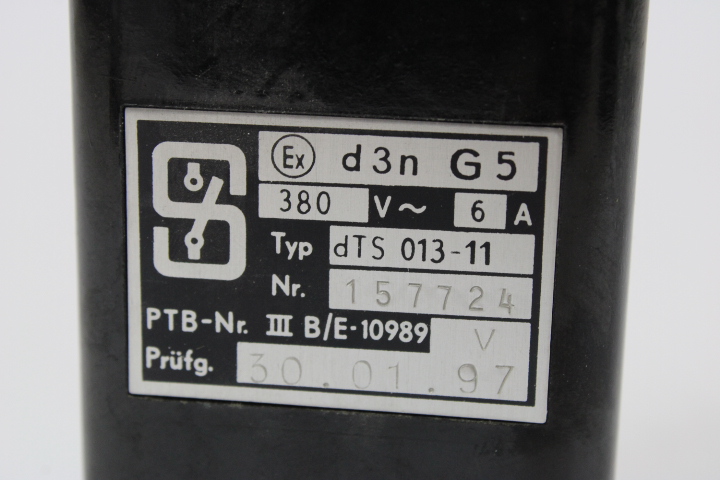 Ex d3n G5
380 V~ 6 A
Typ dTS 013-11
Nr. 157724
PTB-Nr. III B/E-10989 V
Prüfg. 30.01.97